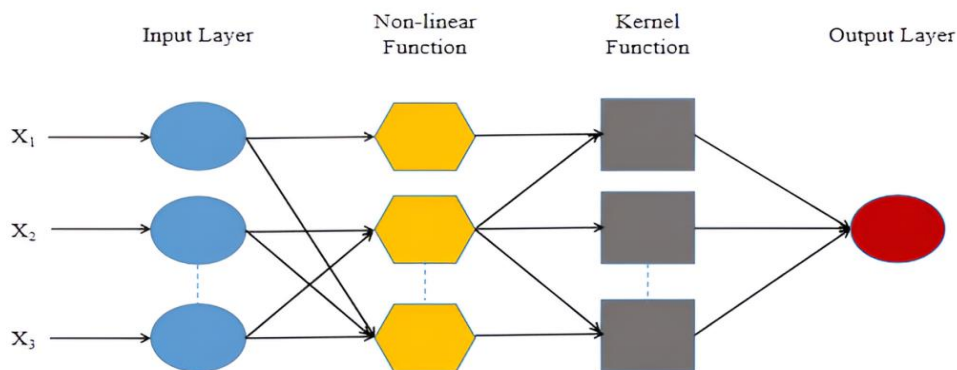 Input Layer
Non-linear
Function
Kernel
Function
Output Layer
X₁
X₂
X₃